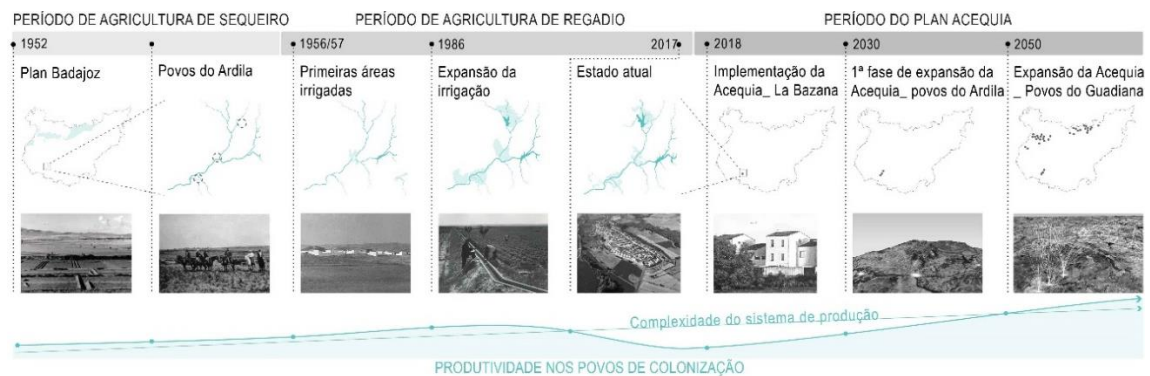 PERÍODO DE AGRICULTURA DE SEQUEIRO
PERÍODO DE AGRICULTURA DE REGADIO
PERÍODO DO PLAN ACEQUIA
1952
1956/57
1986
2017
2018
2030
2050
Plan Badajoz
Povos do Ardila
Primeiras áreas
irrigadas
Expansão da
irrigação
Estado atual
Implementação da
Acequia_ La Bazana
1ª fase de expansão da
Acequia_ povos do Ardila
Expansão da Acequia
_ Povos do Guadiana
Complexidade do sistema de produção
PRODUTIVIDADE NOS POVOS DE COLONIZAÇÃO